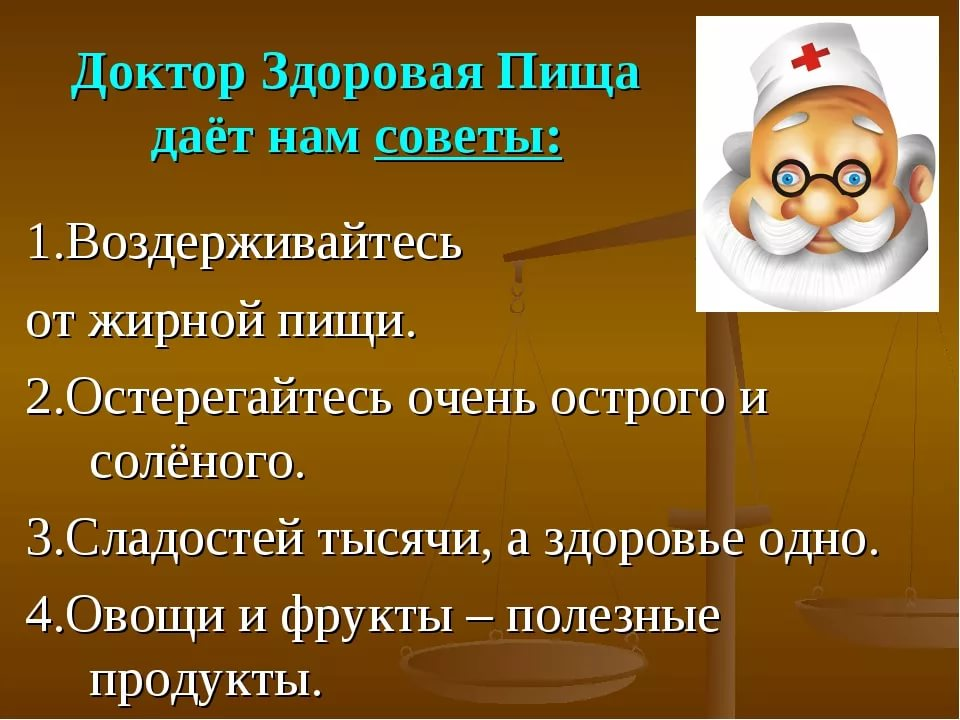 Доктор Здоровая Пища
даёт нам советы:
1.Воздерживайтесь
от жирной пищи.
2.Остерегайтесь очень острого и
солёного.
3.Сладостей тысячи, а здоровье одно.
4.Овощи и фрукты – полезные
продукты.